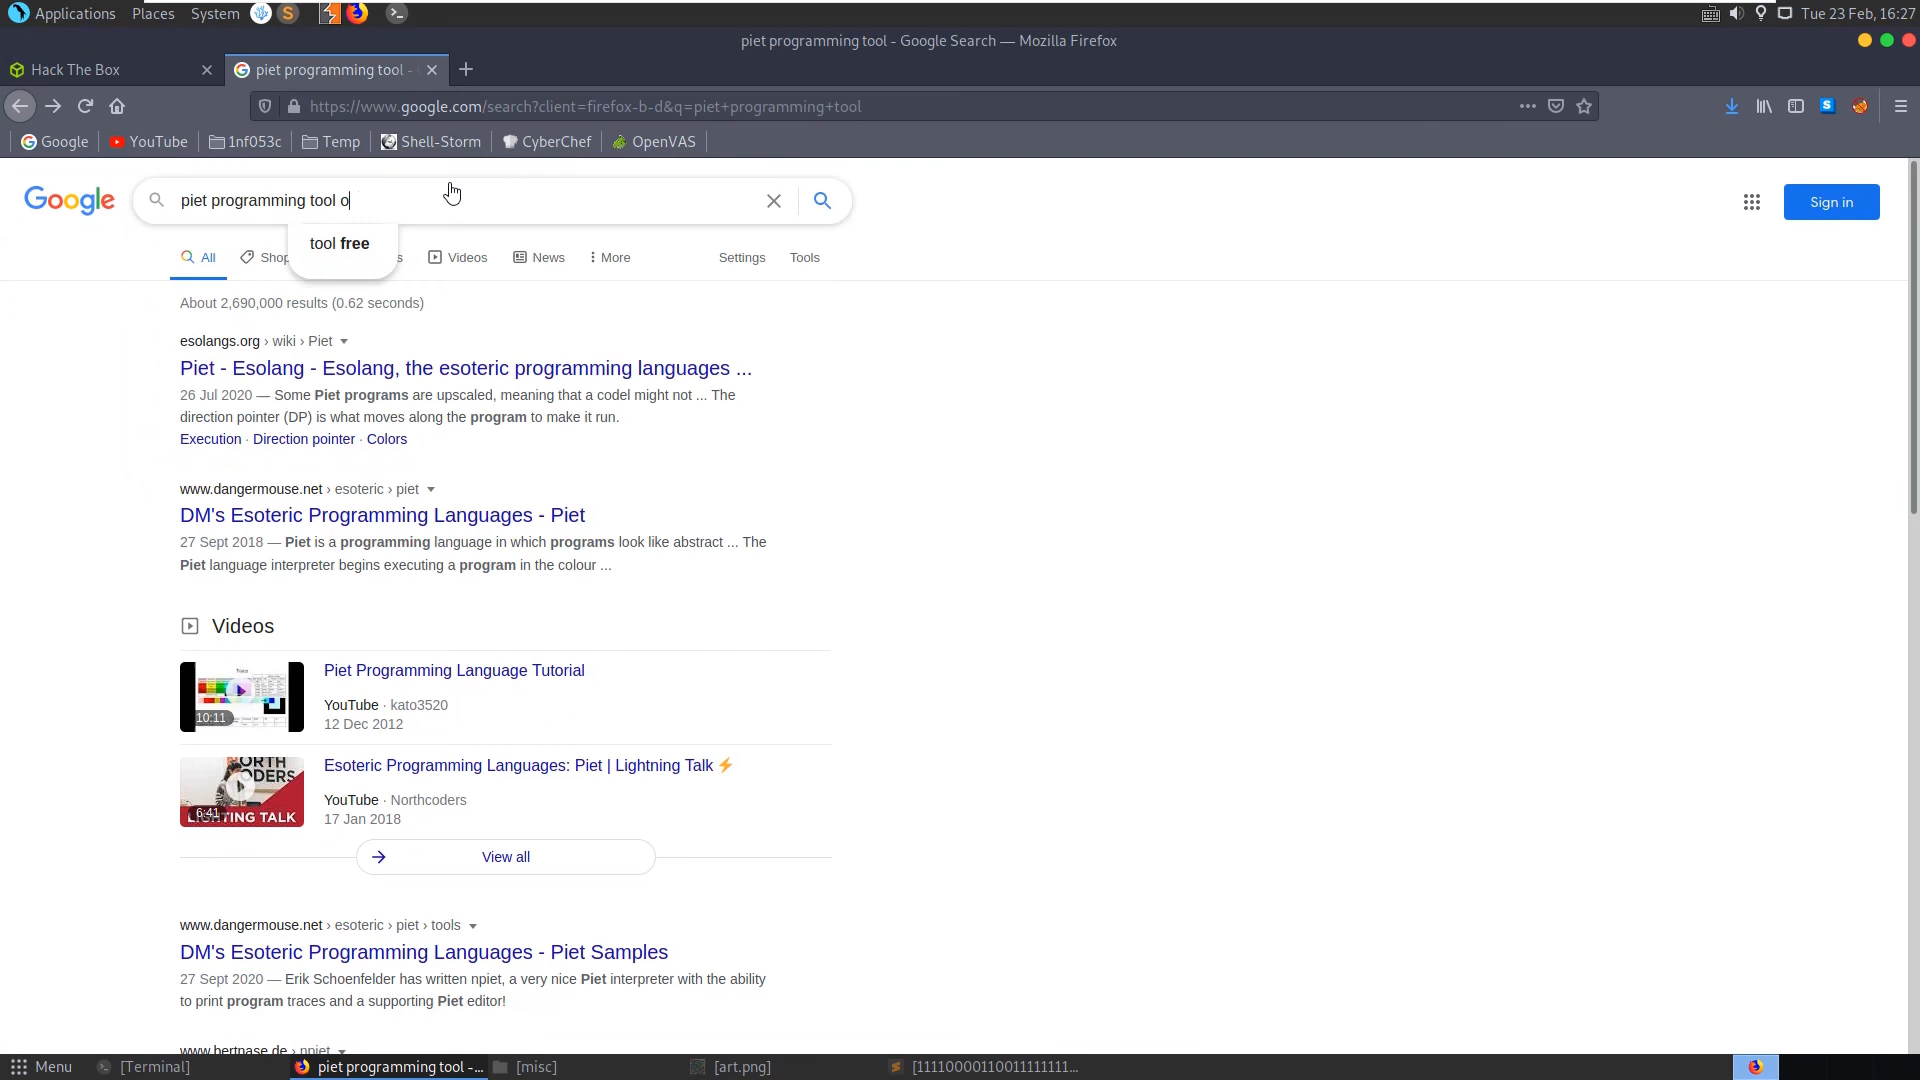 Applications Places System Tue 23 Feb, 16:27
piet programming tool - Google Search — Mozilla Firefox
Hack The Box piet programming tool -
https://www.google.com/search?client=firefox-b-d&q=piet+programming+tool
Google YouTube 1nf053c Temp Shell-Storm CyberChef OpenVAS
Google piet programming tool o Sign in
tool free
All Shop s Videos News More Settings Tools
About 2,690,000 results (0.62 seconds)
esolangs.org › wiki › Piet
Piet - Esolang - Esolang, the esoteric programming languages ...
26 Jul 2020 — Some Piet programs are upscaled, meaning that a codel might not ... The
direction pointer (DP) is what moves along the program to make it run.
Execution · Direction pointer · Colors
www.dangermouse.net › esoteric › piet
DM's Esoteric Programming Languages - Piet
27 Sept 2018 — Piet is a programming language in which programs look like abstract ... The
Piet language interpreter begins executing a program in the colour ...
Videos
Piet Programming Language Tutorial
10:11
YouTube · kato3520
12 Dec 2012
Esoteric Programming Languages: Piet | Lightning Talk ⚡
ORTH
ODERS
6:41
LIGHTING TALK
YouTube · Northcoders
17 Jan 2018
View all
www.dangermouse.net › esoteric › piet › tools
DM's Esoteric Programming Languages - Piet Samples
27 Sept 2020 — Erik Schoenfelder has written npiet, a very nice Piet interpreter with the ability
to print program traces and a supporting Piet editor!
www.bertnase.de › npiet
Menu [Terminal] piet programming tool -... [misc] [art.png] [11110000110011111111...